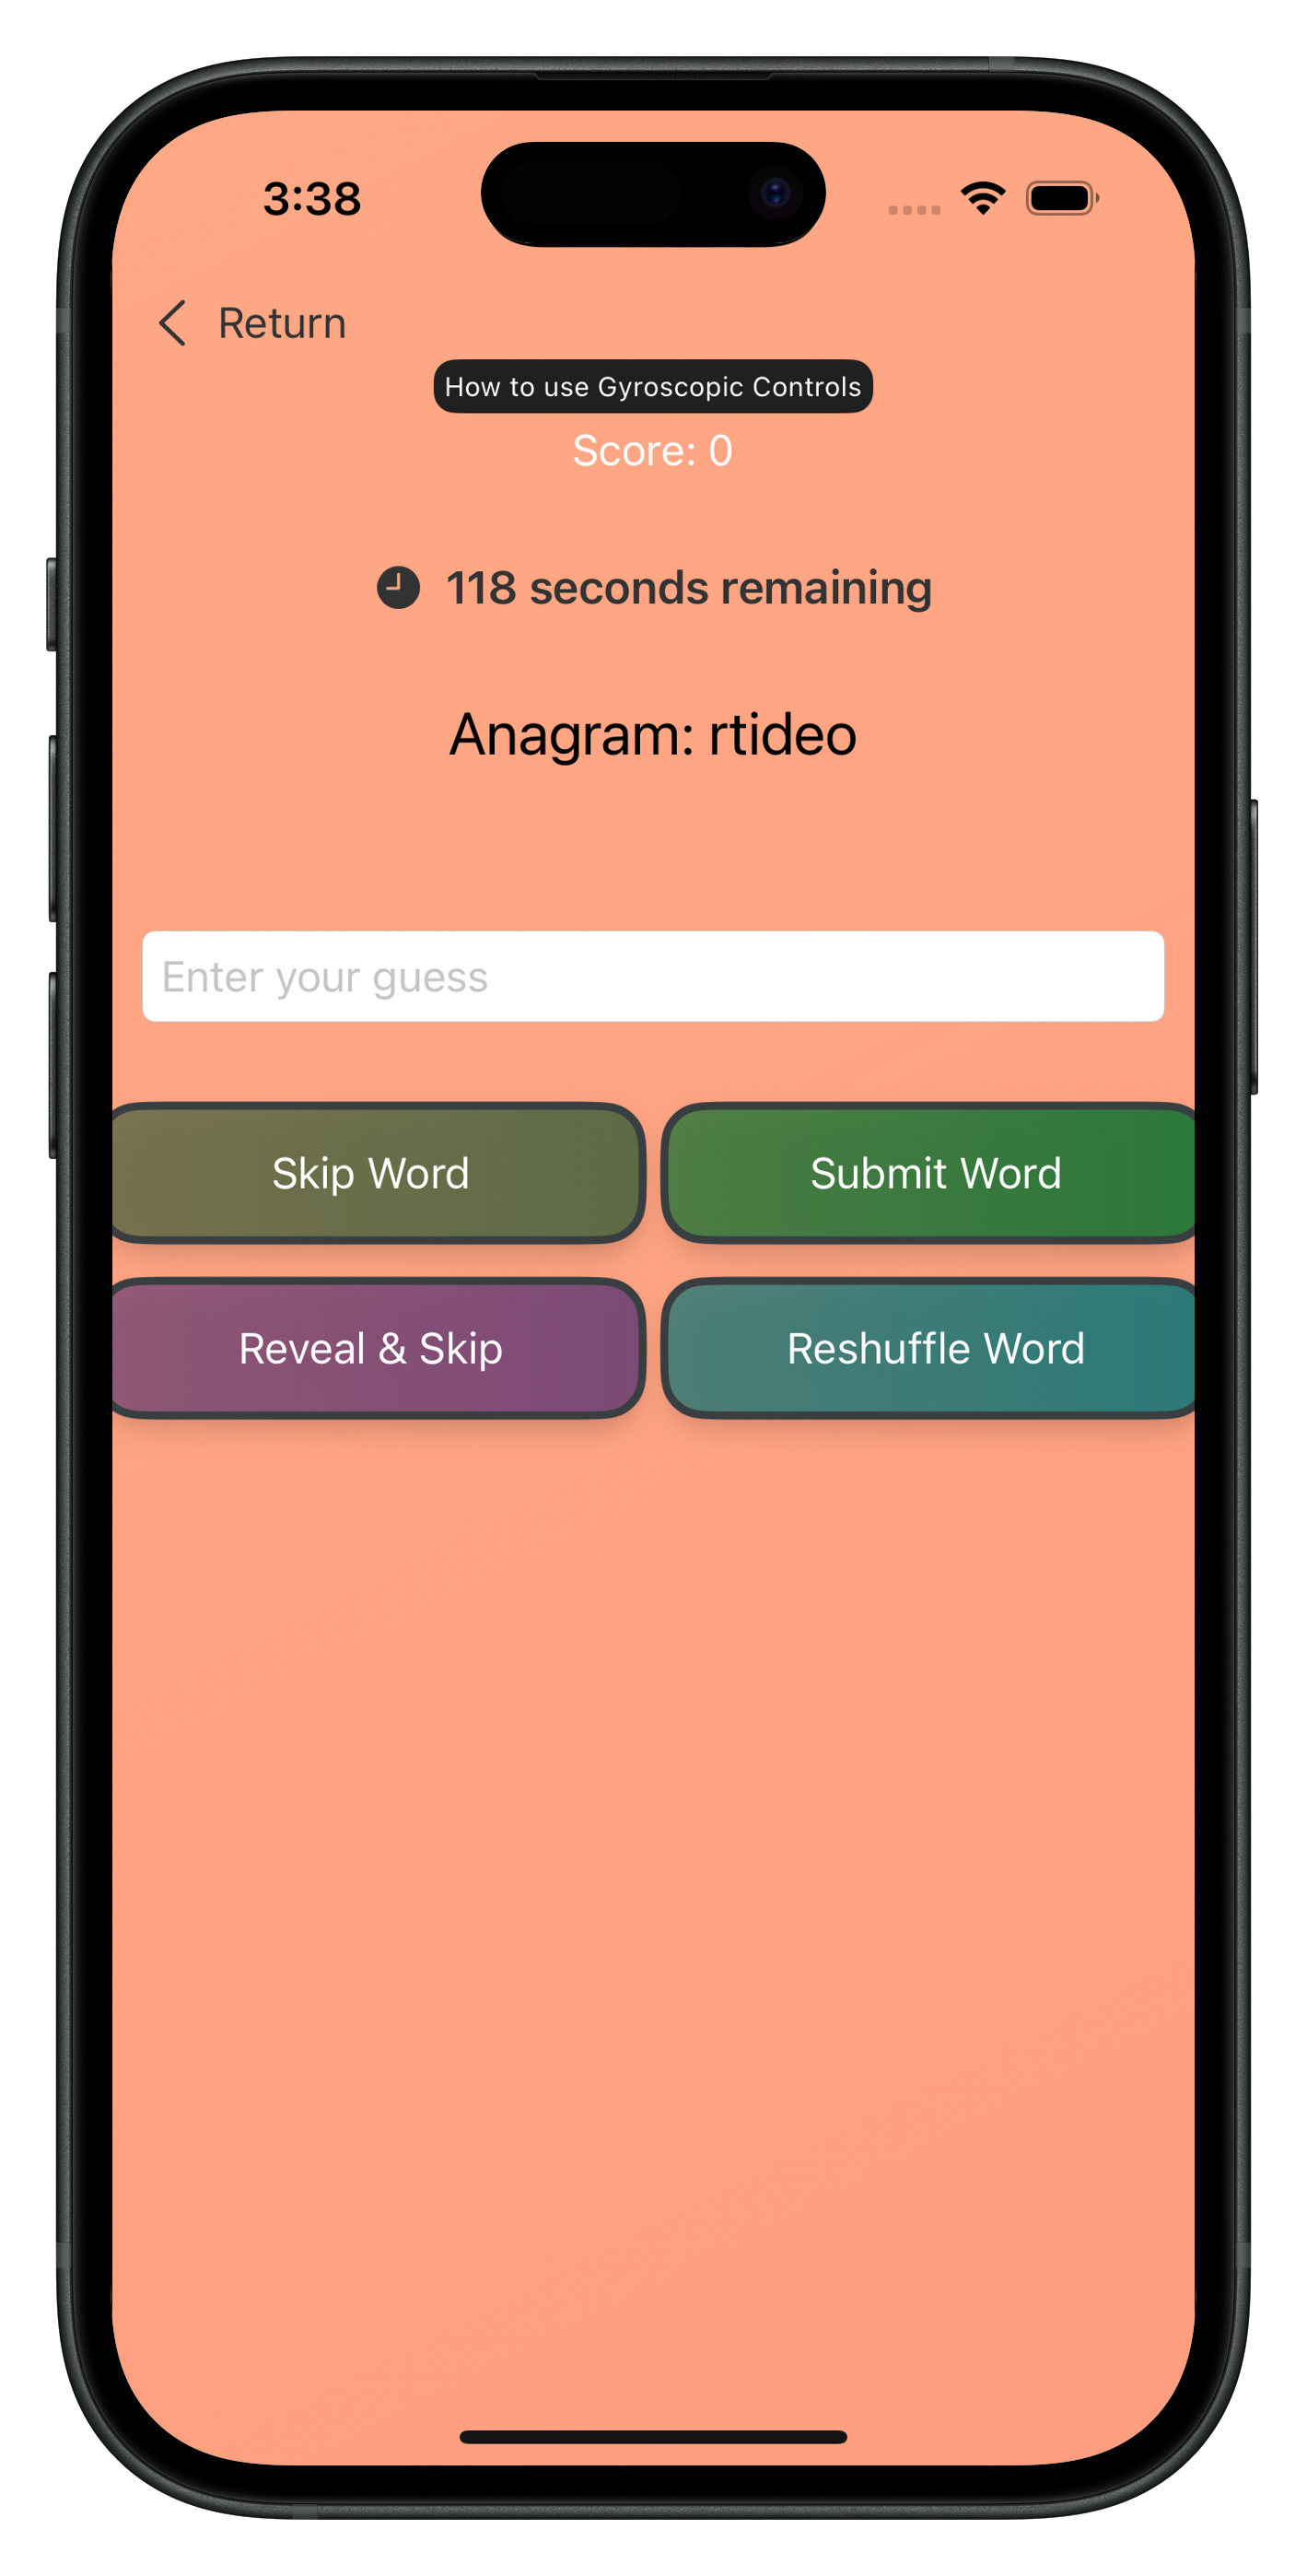 3:38
Return
How to use Gyroscopic Controls
Score: 0
118 seconds remaining
Anagram: rtideo
Enter your guess
Skip Word
Submit Word
Reveal & Skip
Reshuffle Word